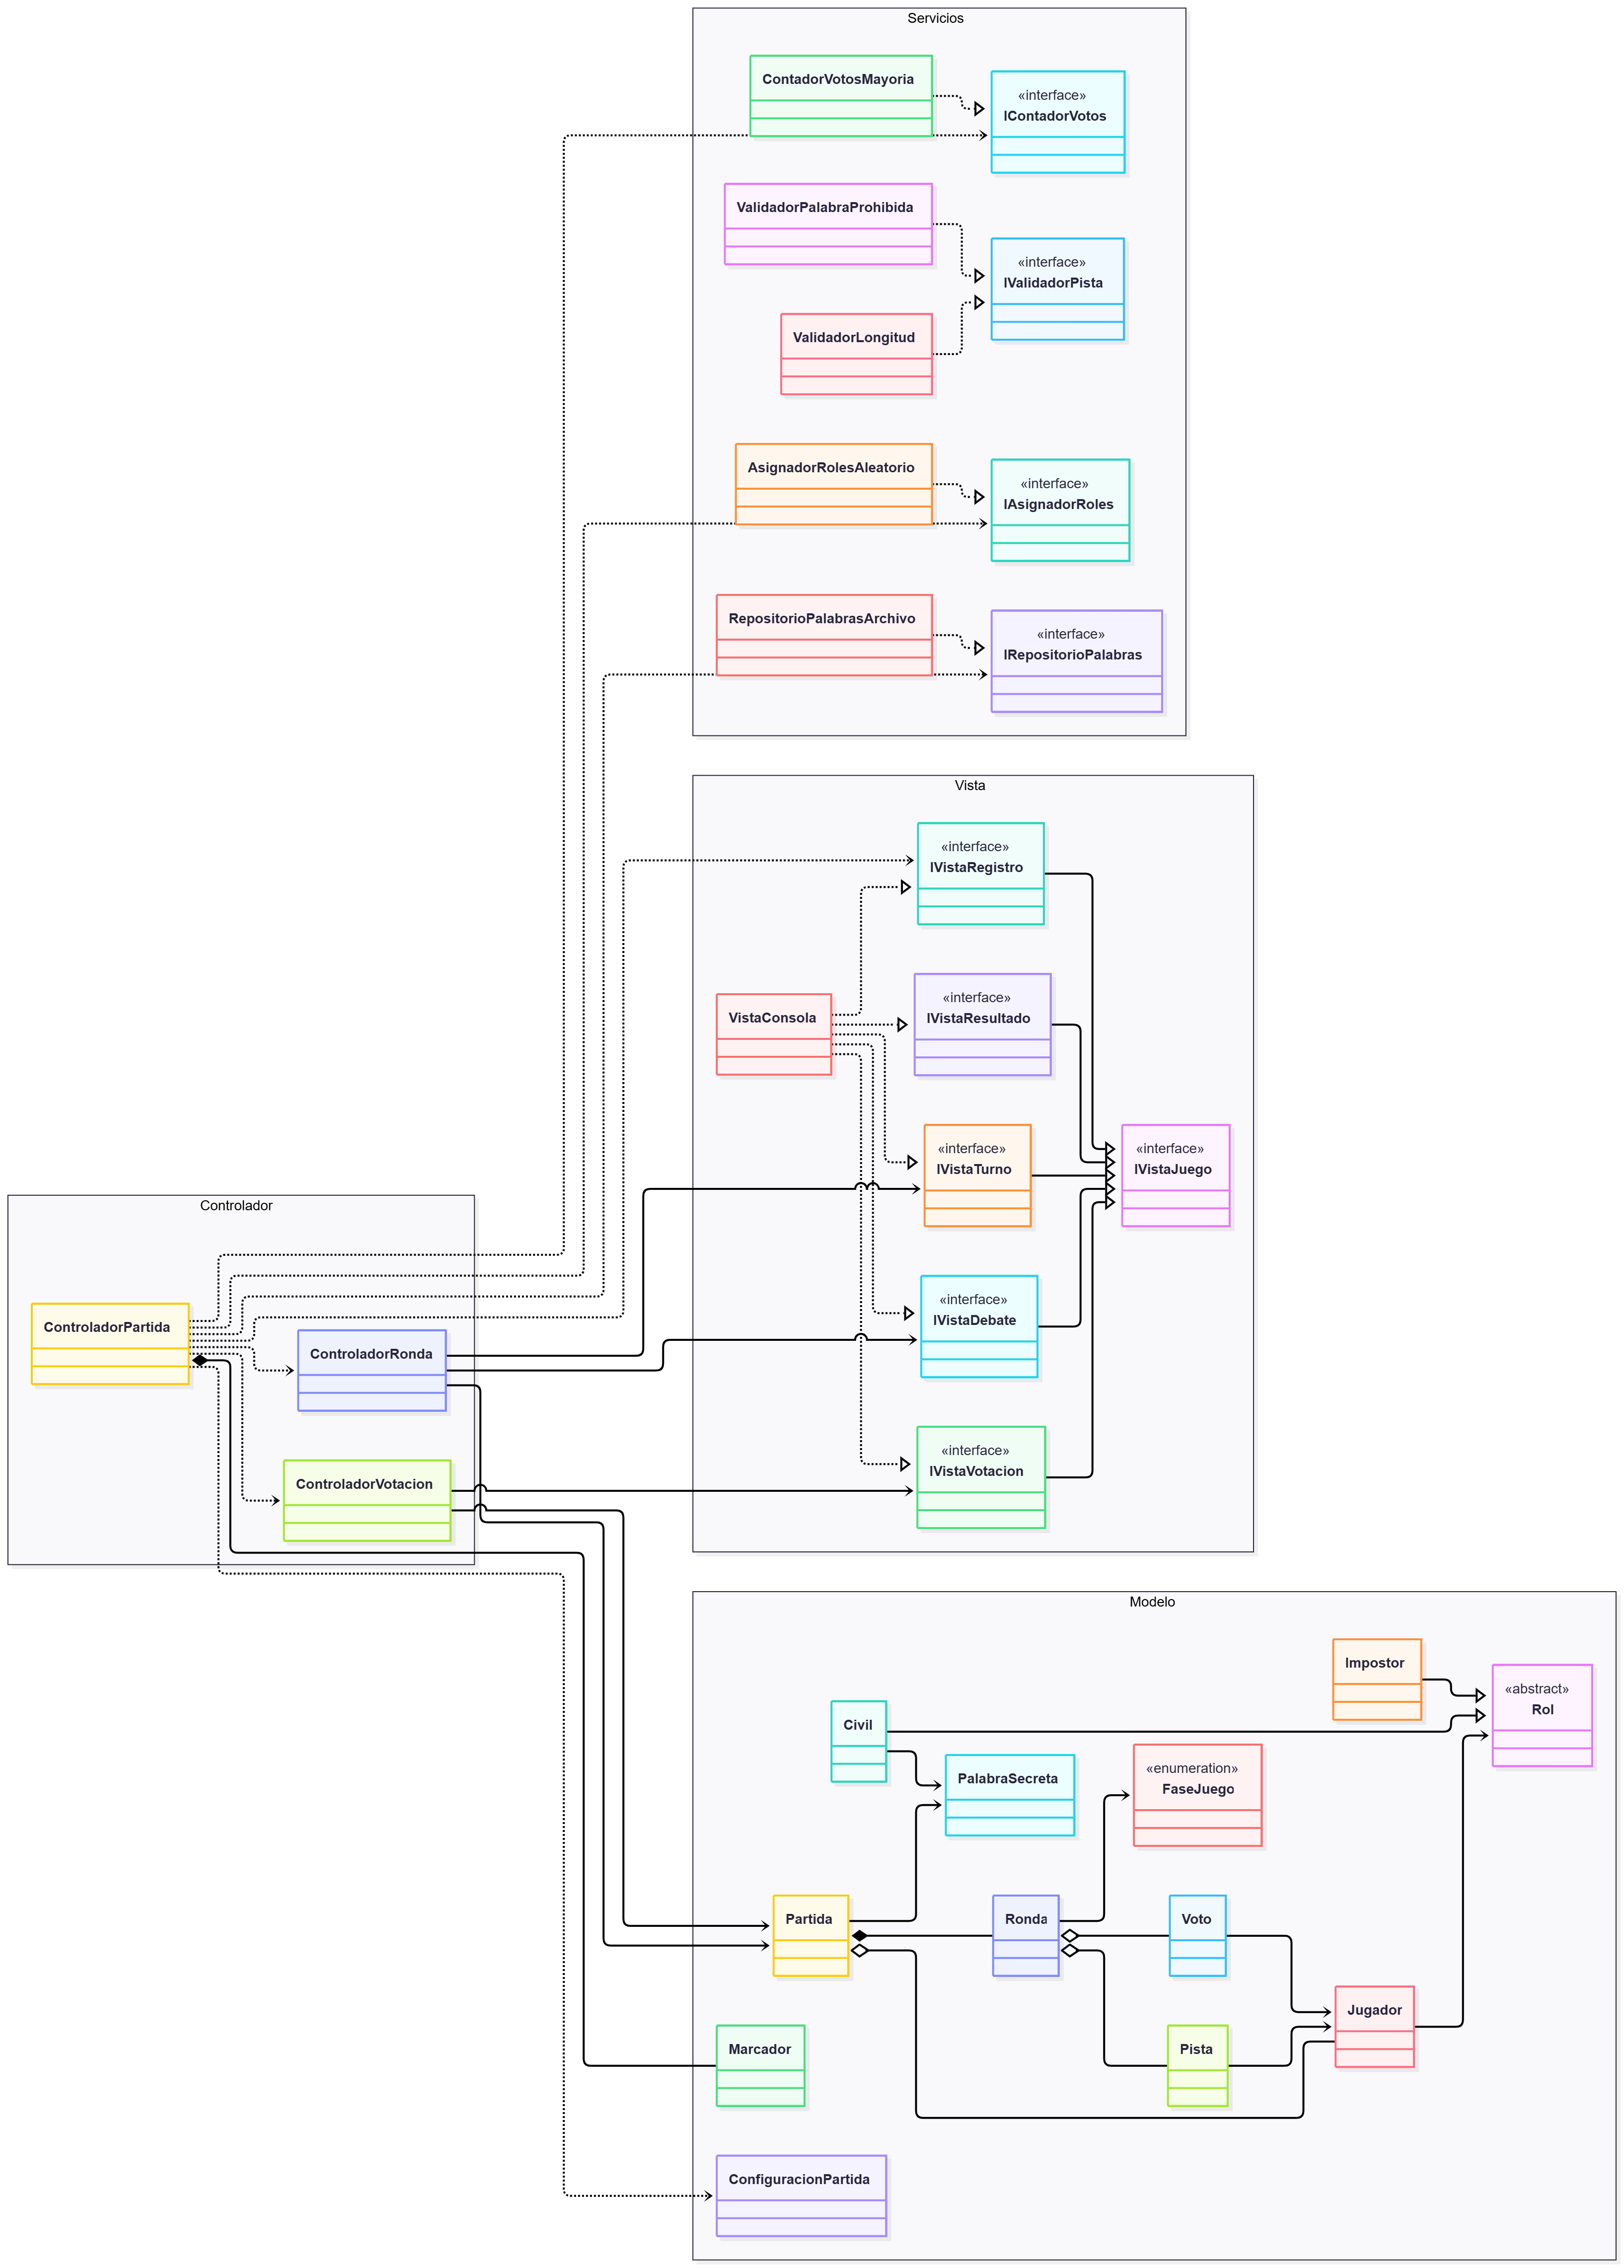 Servicios
ContadorVotosMayoria
«interface»
IContadorVotos
ValidadorPalabraProhibida
«interface»
IValidadorPista
ValidadorLongitud
AsignadorRolesAleatorio
«interface»
IAsignadorRoles
RepositorioPalabrasArchivo
«interface»
IRepositorioPalabras
Vista
«interface»
IVistaRegistro
VistaConsola
«interface»
IVistaResultado
«interface»
IVistaTurno
«interface»
IVistaJuego
«interface»
IVistaDebate
«interface»
IVistaVotacion
Controlador
ControladorPartida
ControladorRonda
ControladorVotacion
Modelo
Impostor
«abstract»
Rol
Civil
PalabraSecreta
«enumeration»
FaseJuego
Partida
Ronda
Voto
Jugador
Marcador
Pista
ConfiguracionPartida